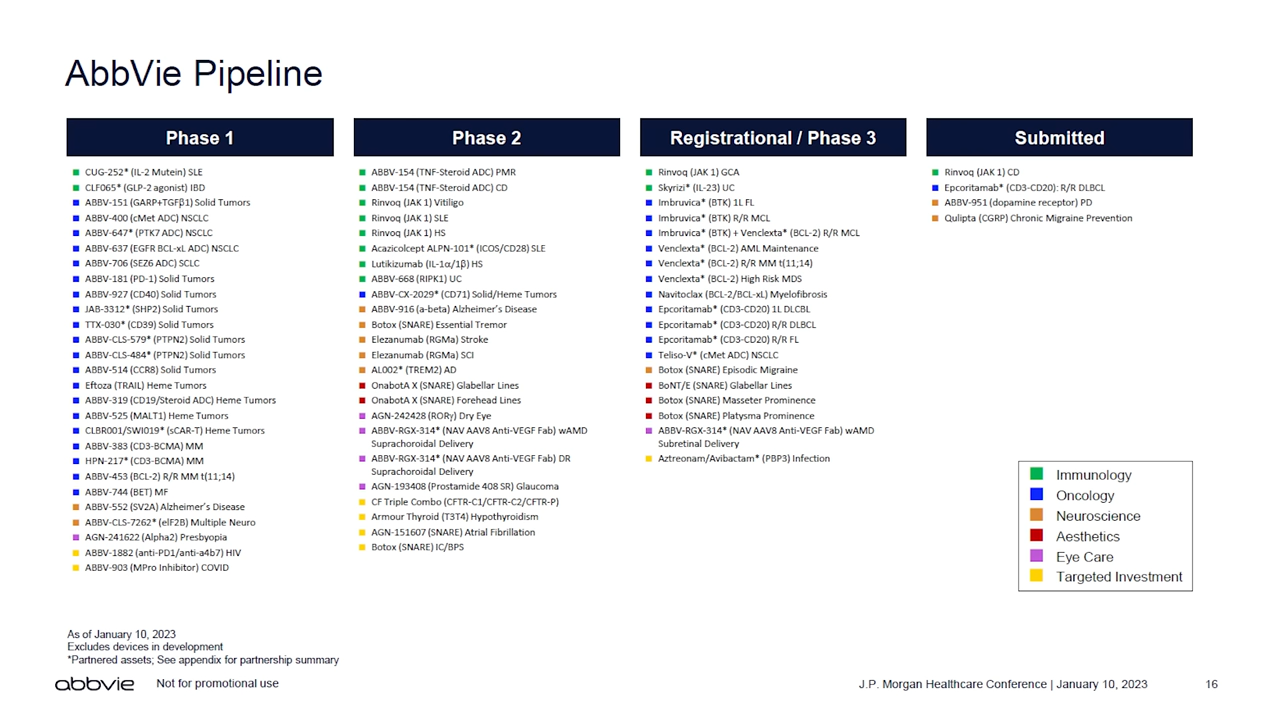 AbbVie Pipeline
Phase 1
CUG-252* (IL-2 Mutein) SLE
CLF065* (GLP-2 agonist) IBD
ABBV-151 (GARP+TGFβ1) Solid Tumors
ABBV-400 (cMet ADC) NSCLC
ABBV-647* (PTK7 ADC) NSCLC
ABBV-637 (EGFR BCL-xL ADC) NSCLC
ABBV-706 (SEZ6 ADC) SCLC
ABBV-181 (PD-1) Solid Tumors
ABBV-927 (CD40) Solid Tumors
JAB-3312* (SHP2) Solid Tumors
TTX-030* (CD39) Solid Tumors
ABBV-CLS-579* (PTPN2) Solid Tumors
ABBV-CLS-484* (PTPN2) Solid Tumors
ABBV-514 (CCR8) Solid Tumors
Eftoza (TRAIL) Heme Tumors
ABBV-319 (CD19/Steroid ADC) Heme Tumors
ABBV-525 (MALT1) Heme Tumors
CLBR001/SWI019* (sCAR-T) Heme Tumors
ABBV-383 (CD3-BCMA) MM
HPN-217* (CD3-BCMA) MM
ABBV-453 (BCL-2) R/R MM t(11;14)
ABBV-744 (BET) MF
ABBV-552 (SV2A) Alzheimer's Disease
ABBV-CLS-7262* (eIF2B) Multiple Neuro
AGN-241622 (Alpha2) Presbyopia
ABBV-1882 (anti-PD1/anti-a4b7) HIV
ABBV-903 (MPro Inhibitor) COVID
Phase 2
ABBV-154 (TNF-Steroid ADC) PMR
ABBV-154 (TNF-Steroid ADC) CD
Rinvoq (JAK 1) Vitiligo
Rinvoq (JAK 1) SLE
Rinvoq (JAK 1) HS
Acazicolcept ALPN-101* (ICOS/CD28) SLE
Lutikizumab (IL-1α/1β) HS
ABBV-668 (RIPK1) UC
ABBV-CX-2029* (CD71) Solid/Heme Tumors
ABBV-916 (a-beta) Alzheimer's Disease
Botox (SNARE) Essential Tremor
Elezanumab (RGMa) Stroke
Elezanumab (RGMa) SCI
AL002* (TREM2) AD
OnabotA X (SNARE) Glabellar Lines
OnabotA X (SNARE) Forehead Lines
AGN-242428 (RORγ) Dry Eye
ABBV-RGX-314* (NAV AAV8 Anti-VEGF Fab) wAMD
Suprachoroidal Delivery
ABBV-RGX-314* (NAV AAV8 Anti-VEGF Fab) DR
Suprachoroidal Delivery
AGN-193408 (Prostamide 408 SR) Glaucoma
CF Triple Combo (CFTR-C1/CFTR-C2/CFTR-P)
Armour Thyroid (T3T4) Hypothyroidism
AGN-151607 (SNARE) Atrial Fibrillation
Botox (SNARE) IC/BPS
Registrational / Phase 3
Rinvoq (JAK 1) GCA
Skyrizi* (IL-23) UC
Imbruvica* (BTK) 1L FL
Imbruvica* (BTK) R/R MCL
Imbruvica* (BTK) + Venclexta* (BCL-2) R/R MCL
Venclexta* (BCL-2) AML Maintenance
Venclexta* (BCL-2) R/R MM t(11;14)
Venclexta* (BCL-2) High Risk MDS
Navitoclax (BCL-2/BCL-xL) Myelofibrosis
Epcoritamab* (CD3-CD20) 1L DLCBL
Epcoritamab* (CD3-CD20) R/R DLBCL
Epcoritamab* (CD3-CD20) R/R FL
Teliso-V* (cMet ADC) NSCLC
Botox (SNARE) Episodic Migraine
BoNT/E (SNARE) Glabellar Lines
Botox (SNARE) Masseter Prominence
Botox (SNARE) Platysma Prominence
ABBV-RGX-314* (NAV AAV8 Anti-VEGF Fab) wAMD
Subretinal Delivery
Aztreonam/Avibactam* (PBP3) Infection
Submitted
Rinvoq (JAK 1) CD
Epcoritamab* (CD3-CD20): R/R DLBCL
ABBV-951 (dopamine receptor) PD
Qulipta (CGRP) Chronic Migraine Prevention
Immunology
Oncology
Neuroscience
Aesthetics
Eye Care
Targeted Investment
As of January 10, 2023
Excludes devices in development
*Partnered assets; See appendix for partnership summary
abbvie Not for promotional use
J.P. Morgan Healthcare Conference | January 10, 2023 16